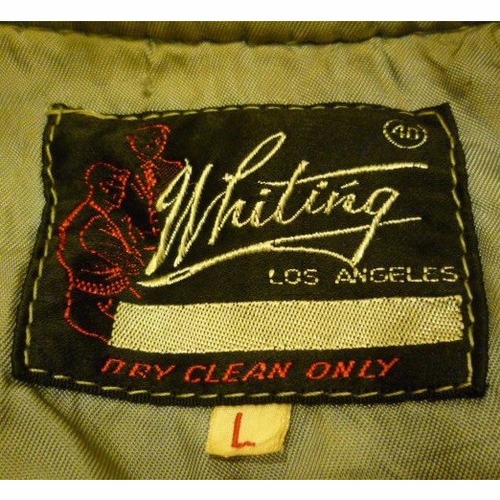 40
Whiting
LOS ANGELES
DRY CLEAN ONLY
L